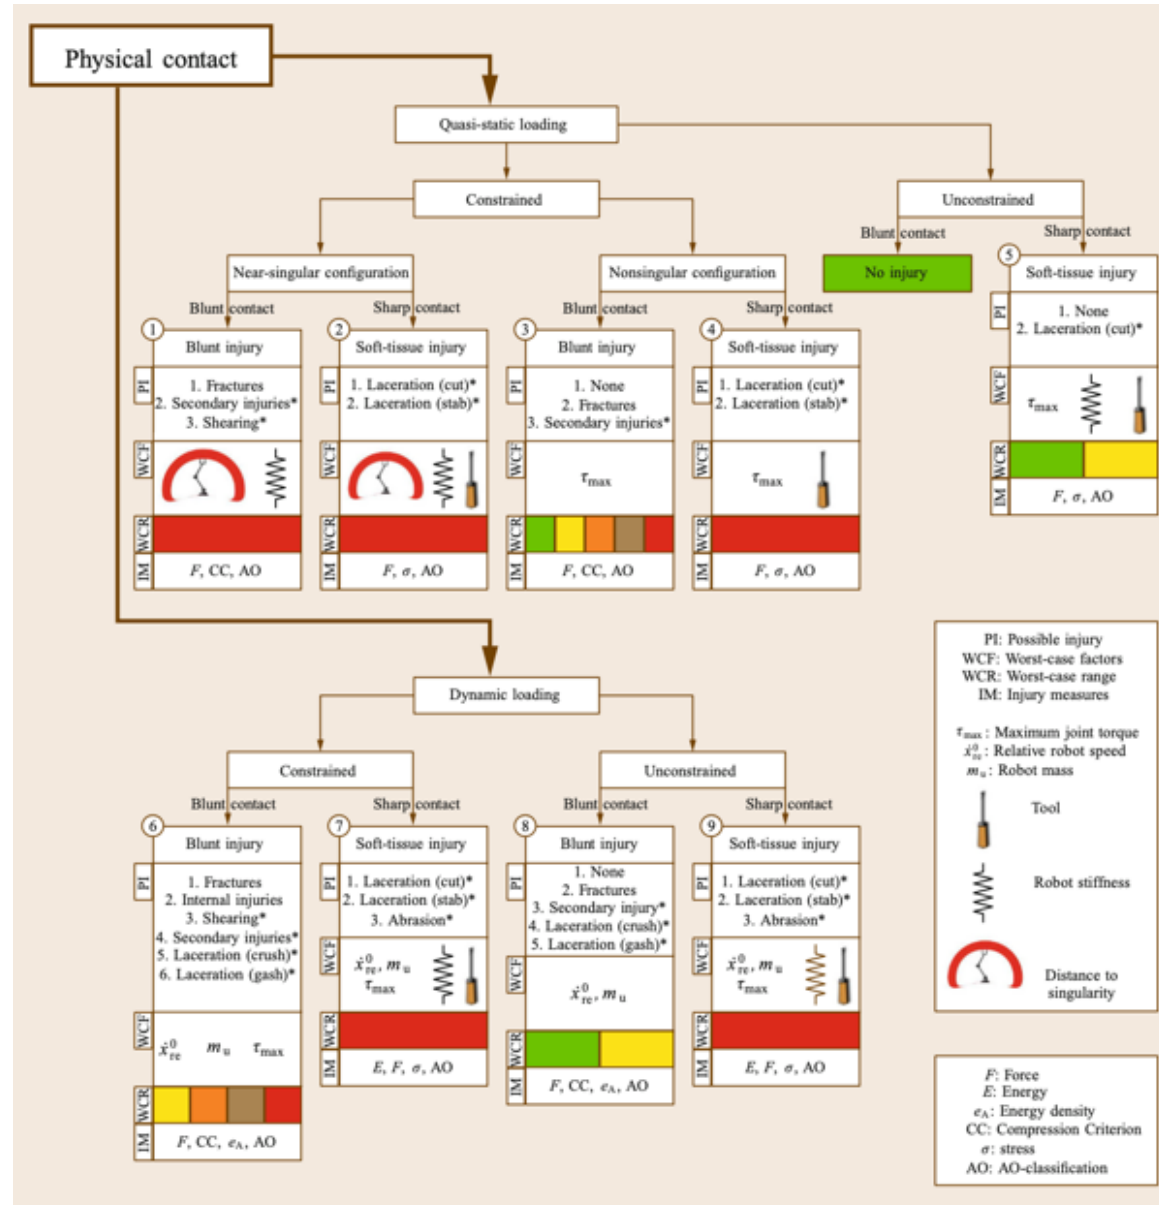 Physical contact
Quasi-static loading
Constrained
Unconstrained
Blunt contact
Sharp contact
No injury
Near-singular configuration
Nonsingular configuration
Blunt contact
Sharp contact
Blunt contact
Sharp contact
1
Blunt injury
PI
1. Fractures
2. Secondary injuries*
3. Shearing*
WCF
WCR
IM
F, CC, AO
2
Soft-tissue injury
PI
1. Laceration (cut)*
2. Laceration (stab)*
WCF
WCR
IM
F, σ, AO
3
Blunt injury
PI
1. None
2. Fractures
3. Secondary injuries*
WCF
τmax
WCR
IM
F, CC, AO
4
Soft-tissue injury
PI
1. Laceration (cut)*
2. Laceration (stab)*
WCF
τmax
WCR
IM
F, σ, AO
5
Soft-tissue injury
PI
1. None
2. Laceration (cut)*
WCF
τmax
WCR
IM
F, σ, AO
Dynamic loading
Constrained
Unconstrained
Blunt contact
Sharp contact
Blunt contact
Sharp contact
6
Blunt injury
PI
1. Fractures
2. Internal injuries
3. Shearing*
4. Secondary injuries*
5. Laceration (crush)*
6. Laceration (gash)*
WCF
ẋ⁰re mu τmax
WCR
IM
F, CC, eA, AO
7
Soft-tissue injury
PI
1. Laceration (cut)*
2. Laceration (stab)*
3. Abrasion*
WCF
ẋ⁰re, mu
τmax
WCR
IM
E, F, σ, AO
8
Blunt injury
PI
1. None
2. Fractures
3. Secondary injury*
4. Laceration (crush)*
5. Laceration (gash)*
WCF
ẋ⁰re, mu
WCR
IM
F, CC, eA, AO
9
Soft-tissue injury
PI
1. Laceration (cut)*
2. Laceration (stab)*
3. Abrasion*
WCF
ẋ⁰re, mu
τmax
WCR
IM
E, F, σ, AO
PI: Possible injury
WCF: Worst-case factors
WCR: Worst-case range
IM: Injury measures
τmax: Maximum joint torque
ẋ⁰re: Relative robot speed
mu: Robot mass
Tool
Robot stiffness
Distance to
singularity
F: Force
E: Energy
eA: Energy density
CC: Compression Criterion
σ: stress
AO: AO-classification